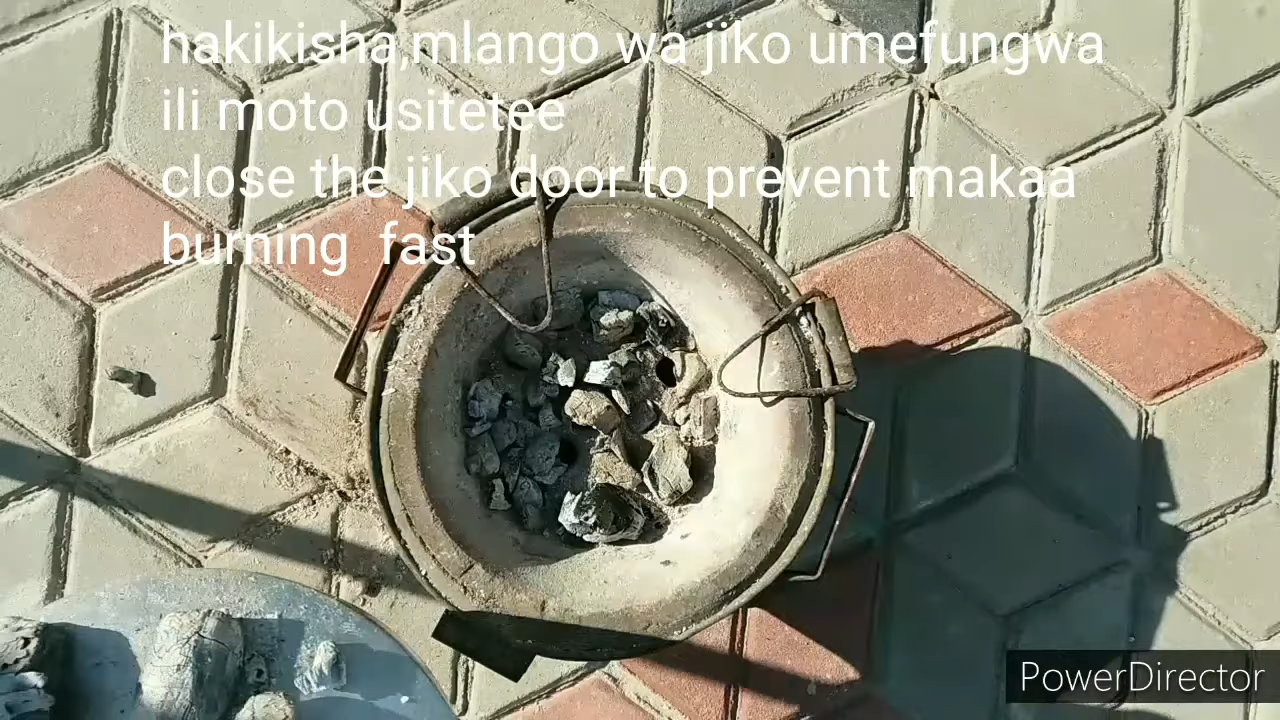 hakikisha,mlango wa jiko umefungwa
ili moto usitetee
close the jiko door to prevent makaa
burning  fast
PowerDirector